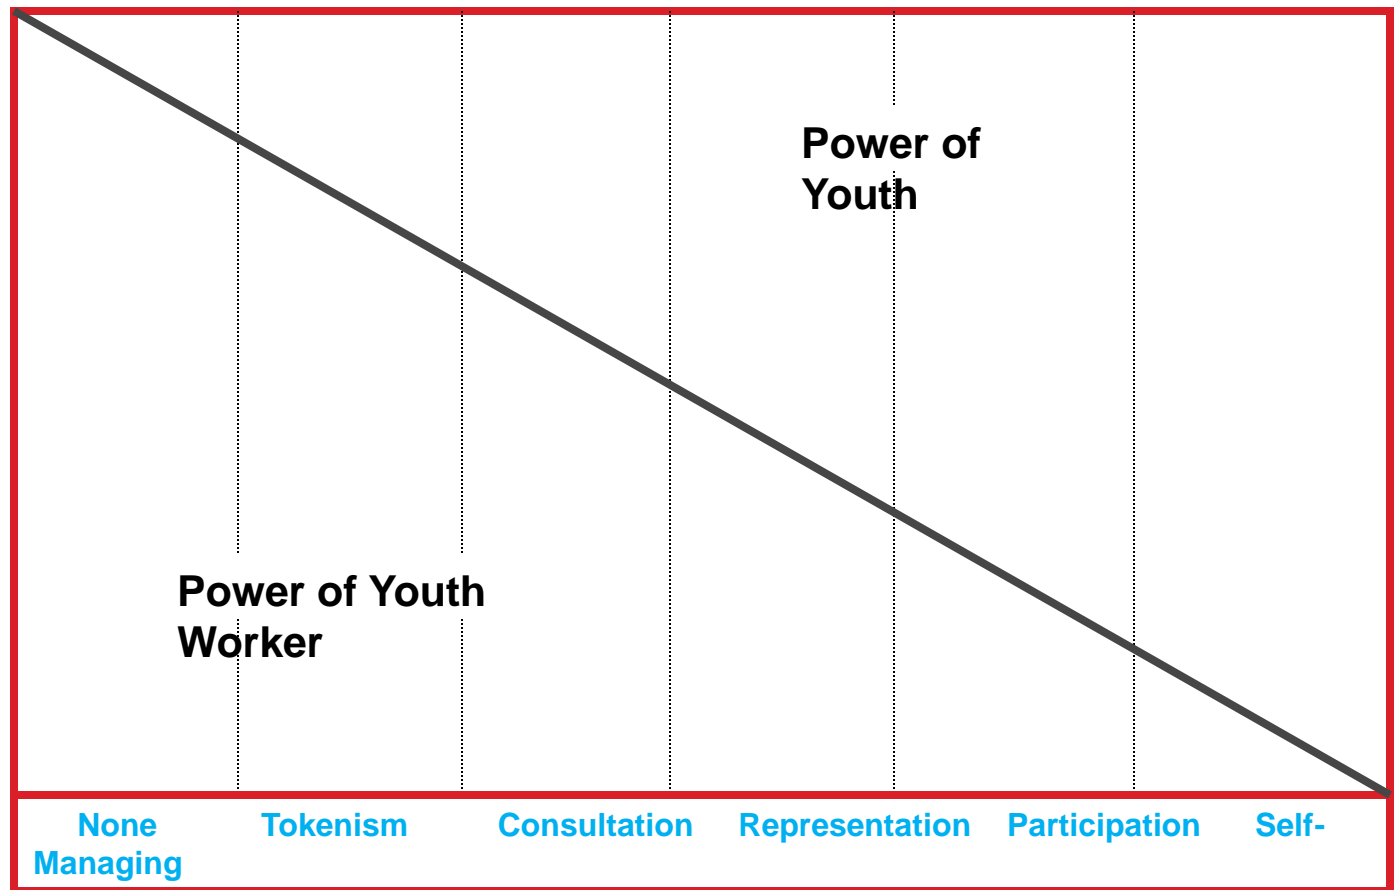 Power of
Youth
Power of Youth
Worker
None Tokenism Consultation Representation Participation Self-
Managing